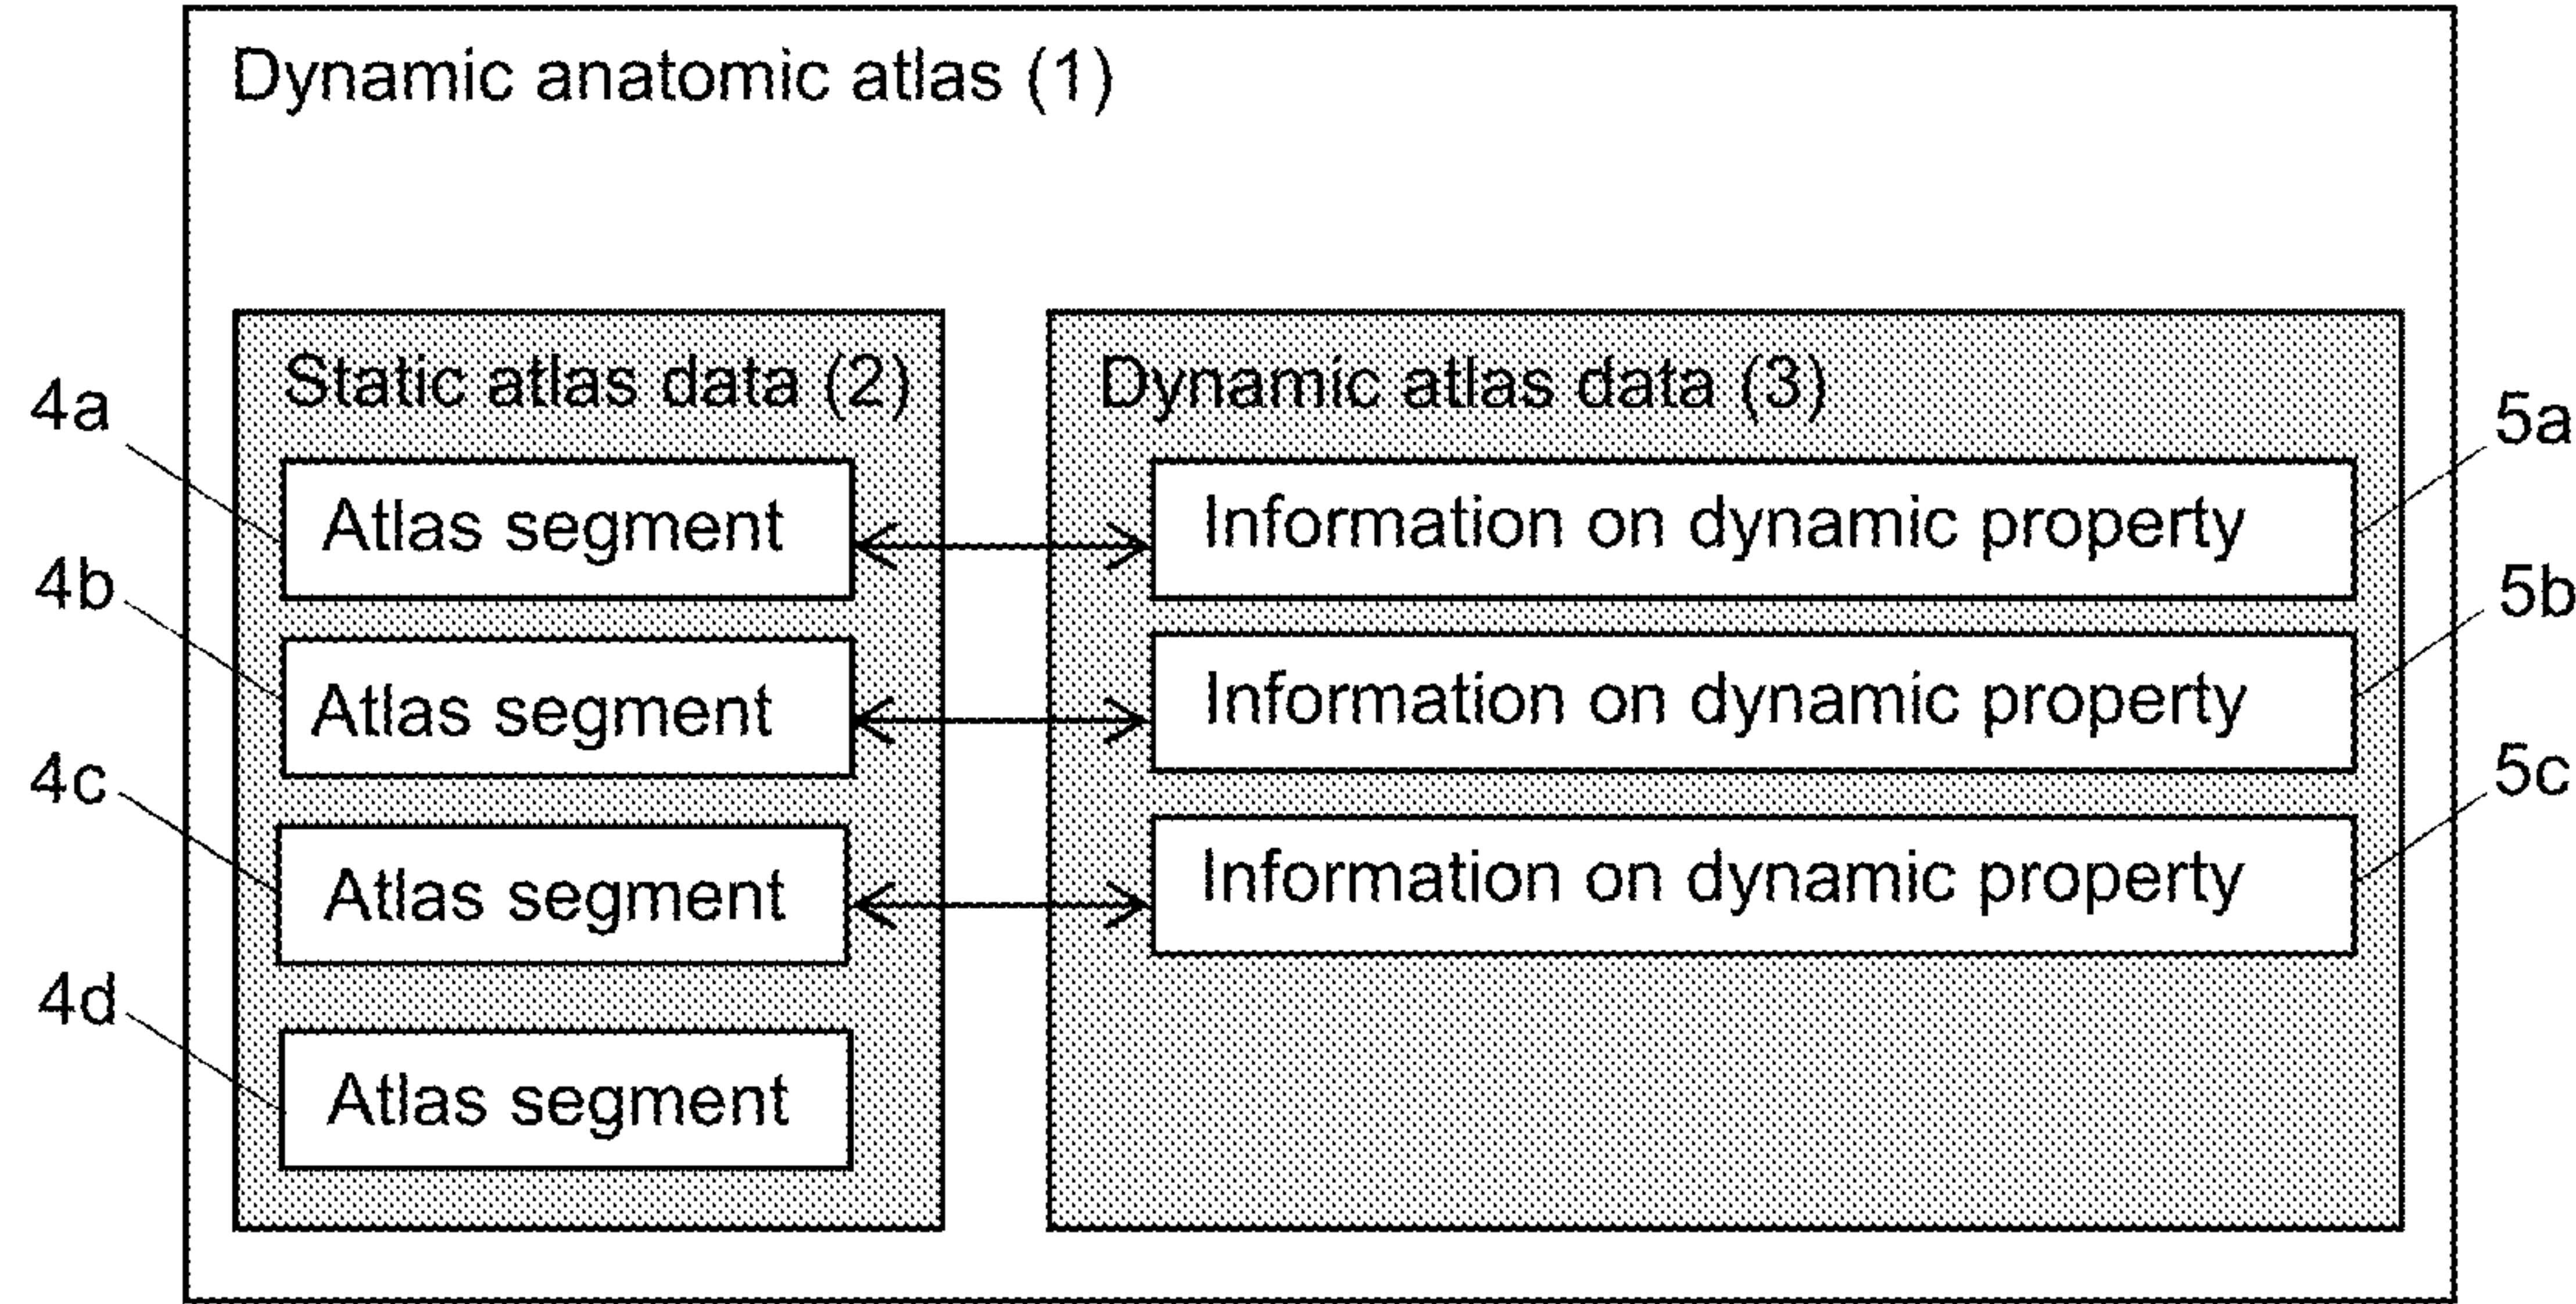 Dynamic anatomic atlas (1)
Static atlas data (2)
Dynamic atlas data (3)
4a
Atlas segment
Information on dynamic property
5a
4b
Atlas segment
Information on dynamic property
5b
4c
Atlas segment
Information on dynamic property
5c
4d
Atlas segment